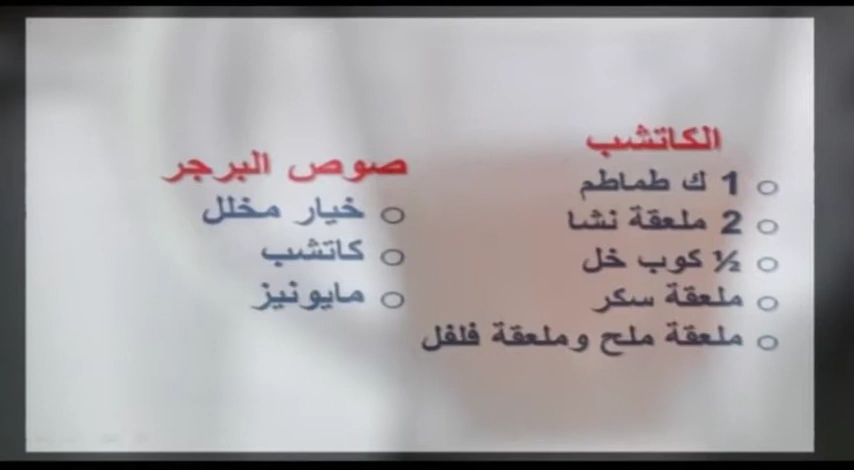 الكاتشب
1 ك طماطم
2 ملعقة نشا
½ كوب خل
ملعقة سكر
ملعقة ملح وملعقة فلفل
صوص البرجر
خيار مخلل
كاتشب
مايونيز